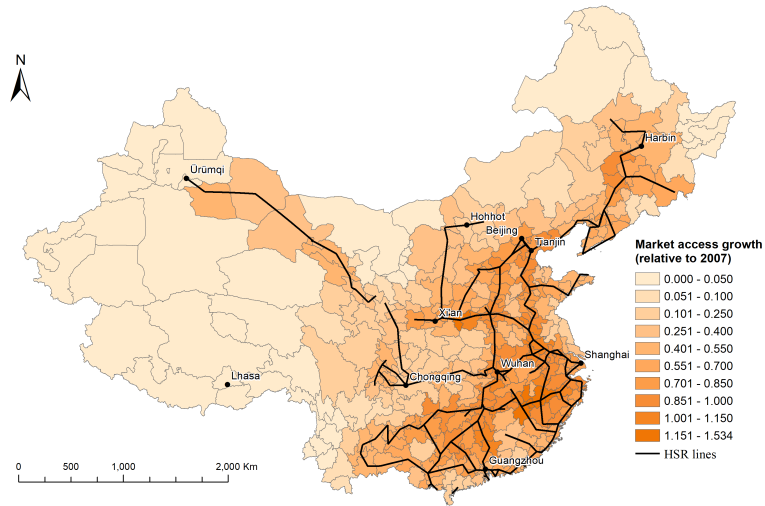 N
Harbin
Ürümqi
Hohhot
Beijing
Tianjin
Xi'an
Shanghai
Wuhan
Lhasa
Chongqing
Guangzhou
Market access growth
(relative to 2007)
0.000 - 0.050
0.051 - 0.100
0.101 - 0.250
0.251 - 0.400
0.401 - 0.550
0.551 - 0.700
0.701 - 0.850
0.851 - 1.000
1.001 - 1.150
1.151 - 1.534
HSR lines
0 500 1,000 2,000 Km